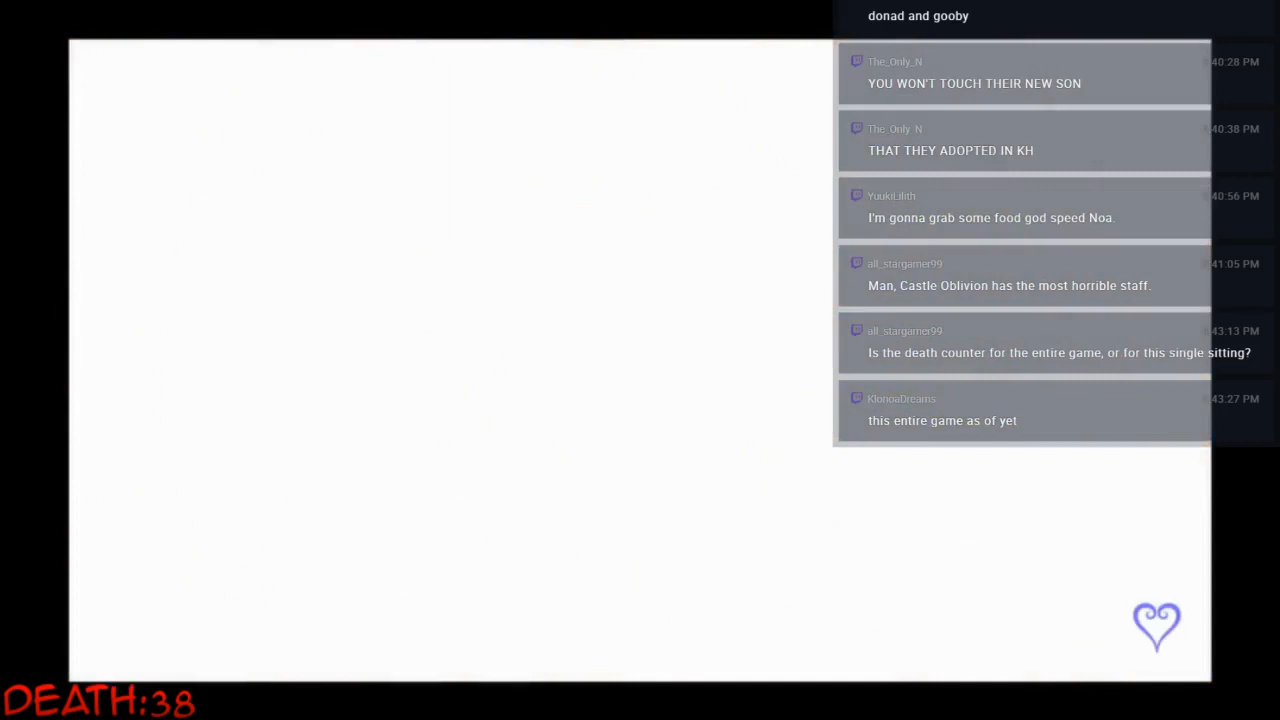 donad and gooby
The_Only_N
40:28 PM
YOU WON'T TOUCH THEIR NEW SON
The_Only_N
40:38 PM
THAT THEY ADOPTED IN KH
YuukiLilith
40:56 PM
I'm gonna grab some food god speed Noa.
all_stargamer99
41:05 PM
Man, Castle Oblivion has the most horrible staff.
all_stargamer99
43:13 PM
Is the death counter for the entire game, or for this single sitting?
KlonoaDreams
43:27 PM
this entire game as of yet
DEATH:38